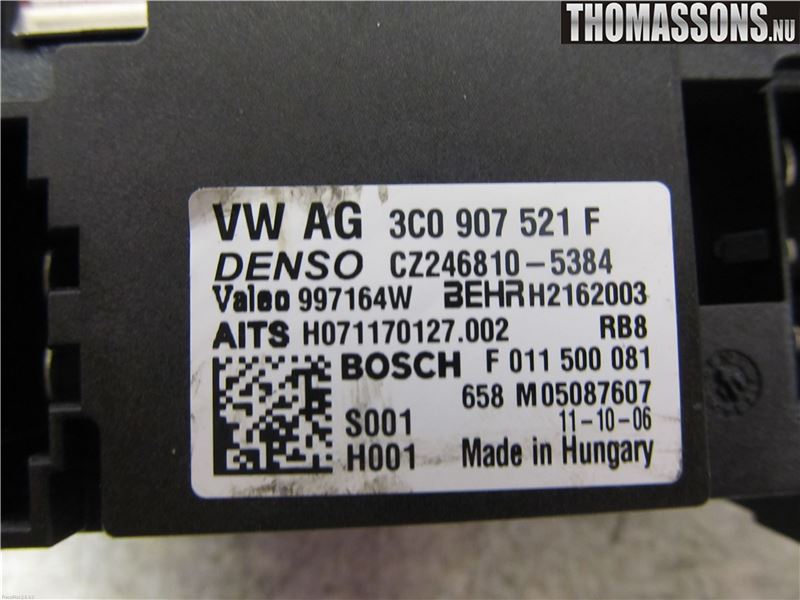 THOMASSONS.NU
VW AG 3C0 907 521 F
DENSO CZ246810-5384
Valeo 997164W BEHR H2162003
AITS H071170127.002 RB8
BOSCH F 011 500 081
658 M05087607
S001 11-10-06
H001 Made in Hungary